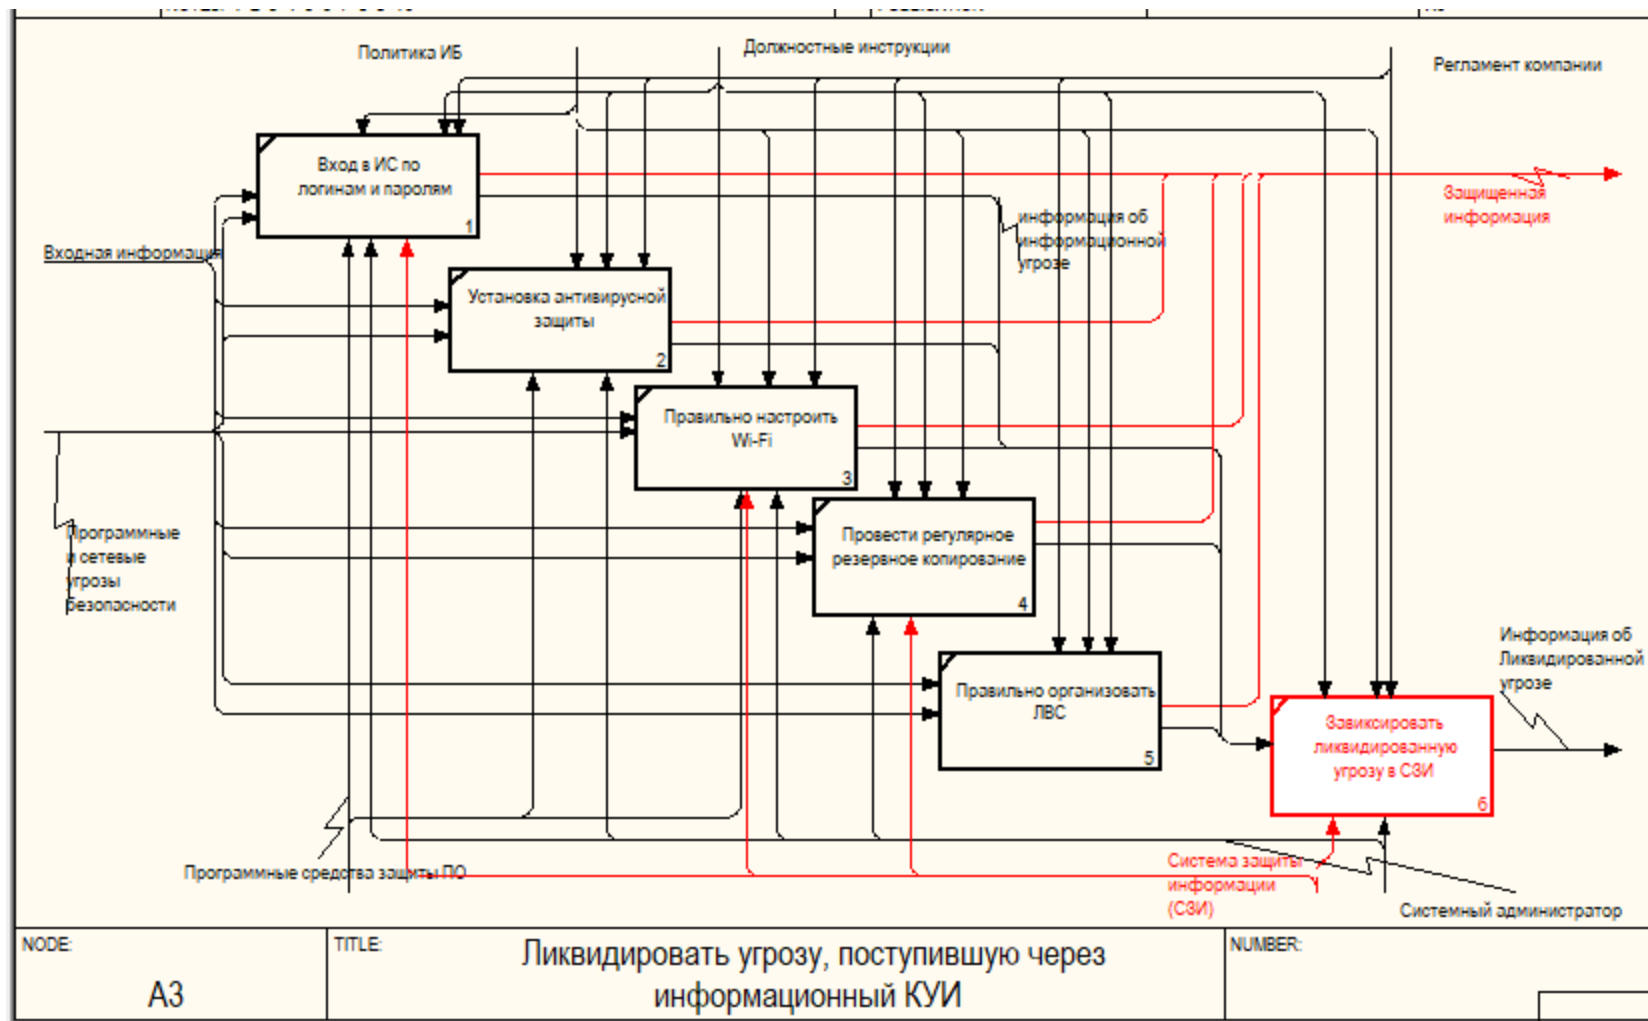 Политика ИБ
Должностные инструкции
Регламент компании
Вход в ИС по
логинам и паролям
1
Защищенная
информация
информация об
информационной
угрозе
Входная информация
Установка антивирусной
защиты
2
Правильно настроить
Wi-Fi
3
Программные
и сетевые
угрозы
безопасности
Провести регулярное
резервное копирование
4
Информация об
Ликвидированной
угрозе
Правильно организовать
ЛВС
5
Завиксировать
ликвидированную
угрозу в СЗИ
6
Программные средства защиты ПО
Система защиты
информации
(СЗИ)
Системный администратор
NODE:
TITLE:
NUMBER:
А3
Ликвидировать угрозу, поступившую через
информационный КУИ